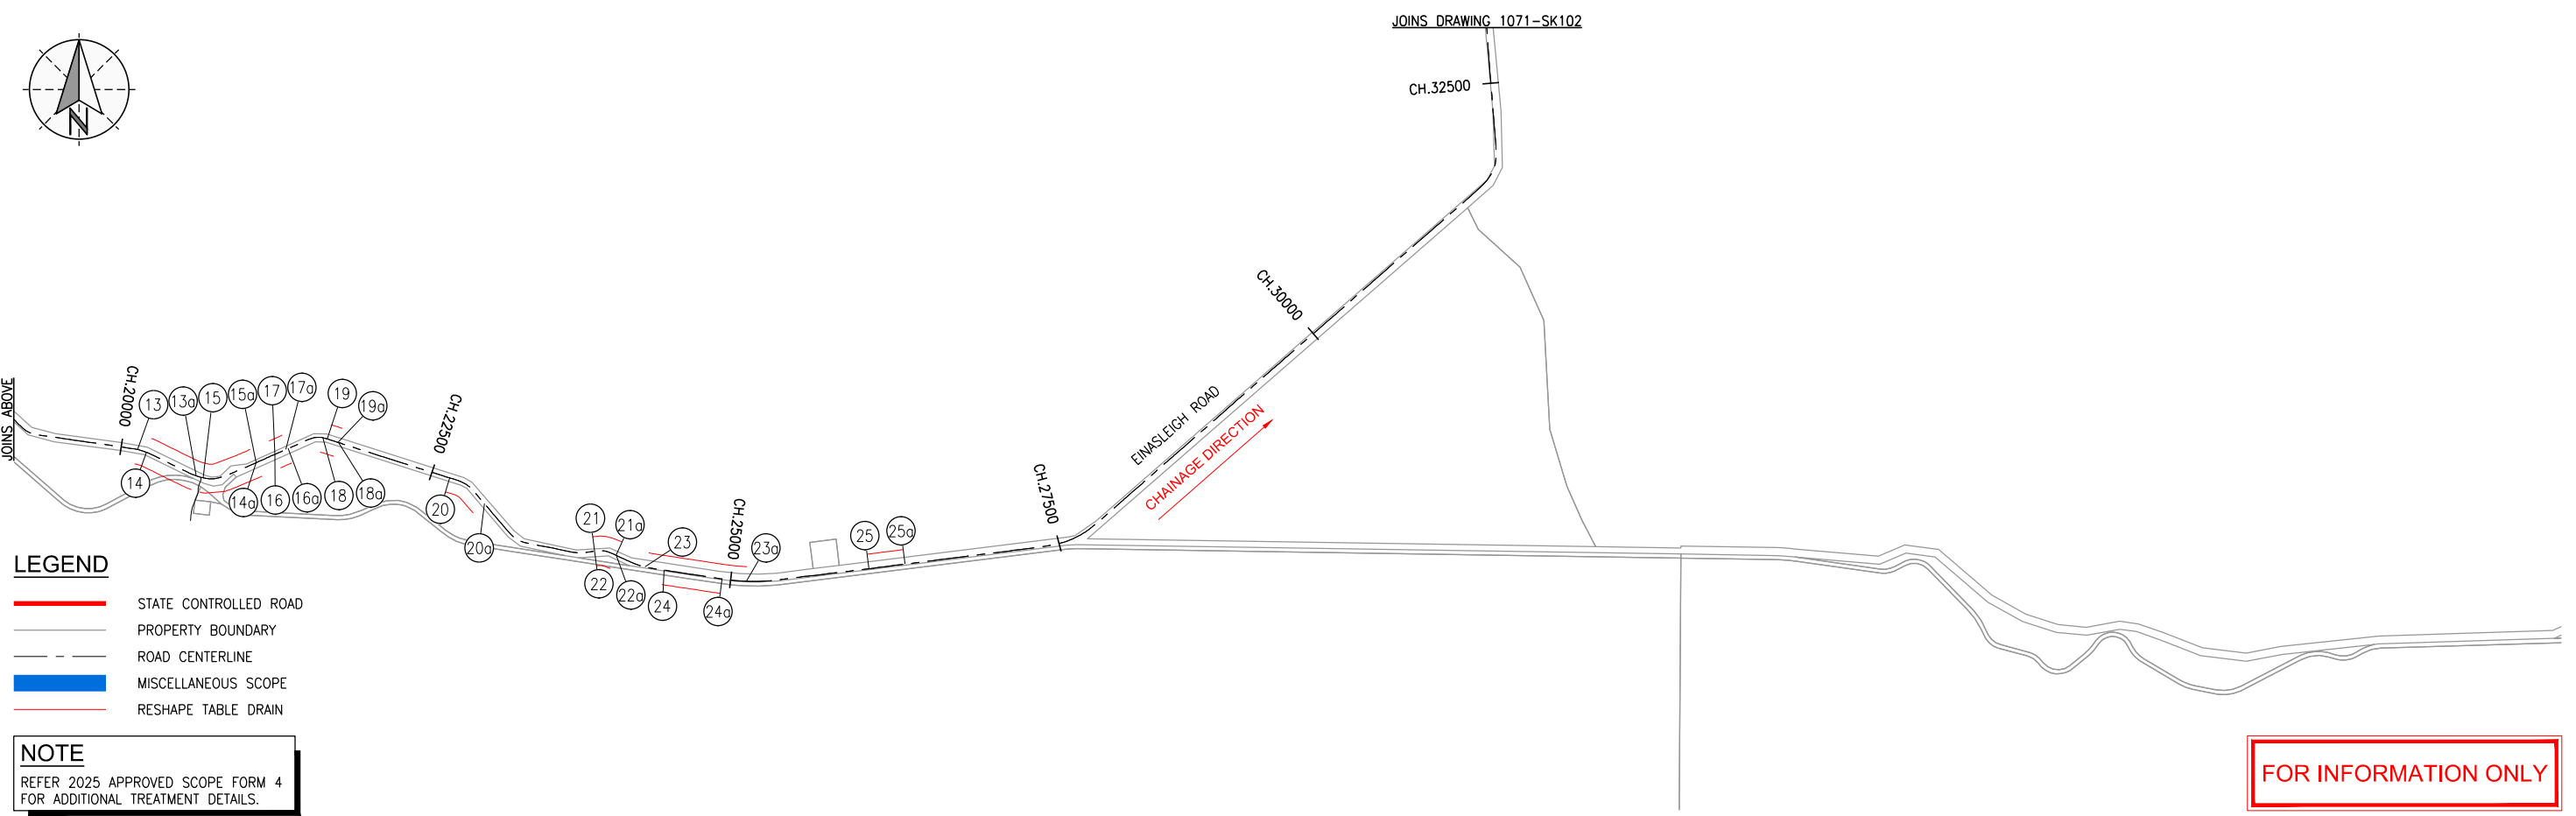 JOINS DRAWING 1071-SK102
N
CH.32500
CH.30000
EINASLEIGH ROAD
CHAINAGE DIRECTION
CH.27500
JOINS ABOVE
CH.20000
13
13a
15
15a
17
17a
19
19a
CH.22500
14
14a
16
16a
18
18a
20
20a
21
21a
23
CH.25000
23a
25
25a
22
22a
24
24a
LEGEND
STATE CONTROLLED ROAD
PROPERTY BOUNDARY
ROAD CENTERLINE
MISCELLANEOUS SCOPE
RESHAPE TABLE DRAIN
NOTE
REFER 2025 APPROVED SCOPE FORM 4
FOR ADDITIONAL TREATMENT DETAILS.
FOR INFORMATION ONLY